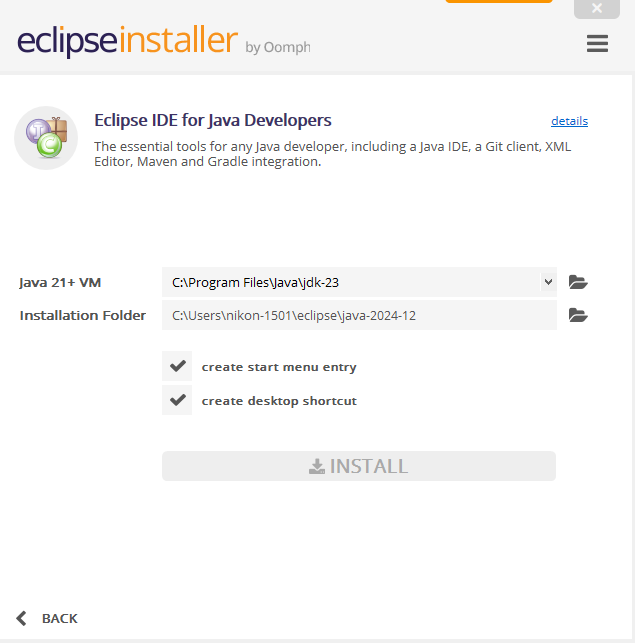 eclipseinstaller by Oomph
Eclipse IDE for Java Developers
details
The essential tools for any Java developer, including a Java IDE, a Git client, XML
Editor, Maven and Gradle integration.
Java 21+ VM
C:\Program Files\Java\jdk-23
Installation Folder
C:\Users\nikon-1501\eclipse\java-2024-12
create start menu entry
create desktop shortcut
INSTALL
BACK